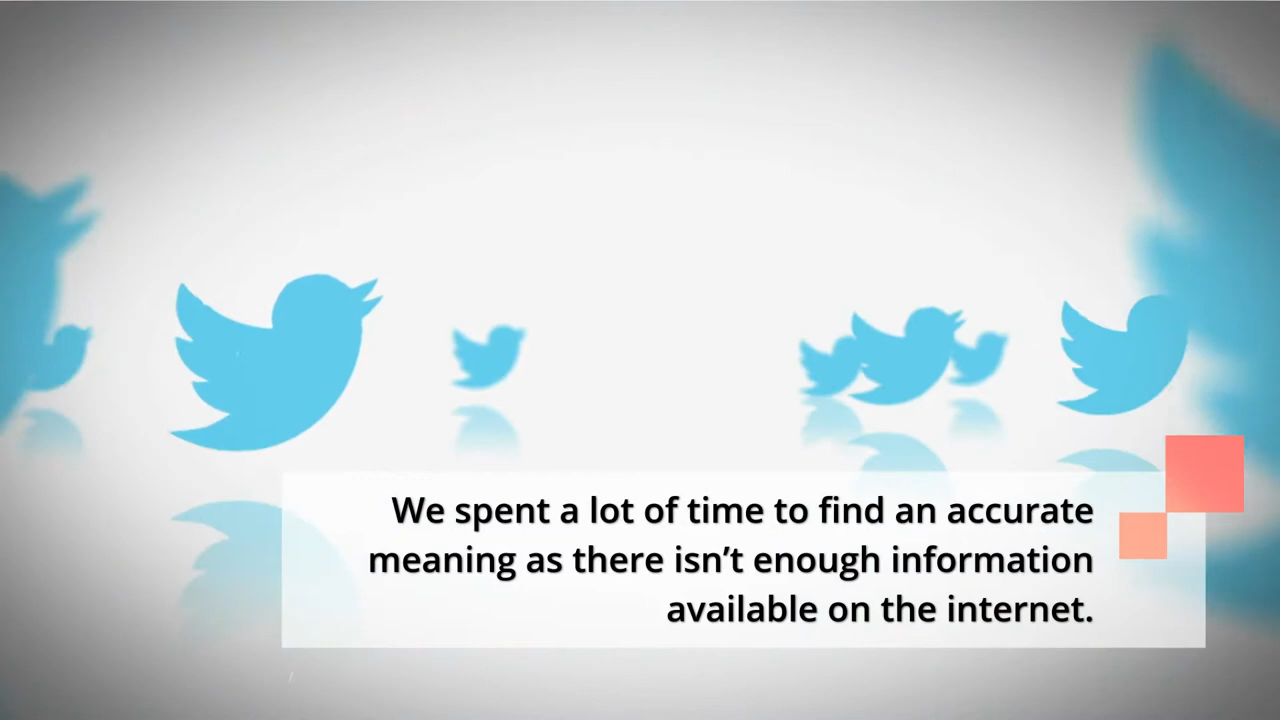 We spent a lot of time to find an accurate
meaning as there isn’t enough information
available on the internet.